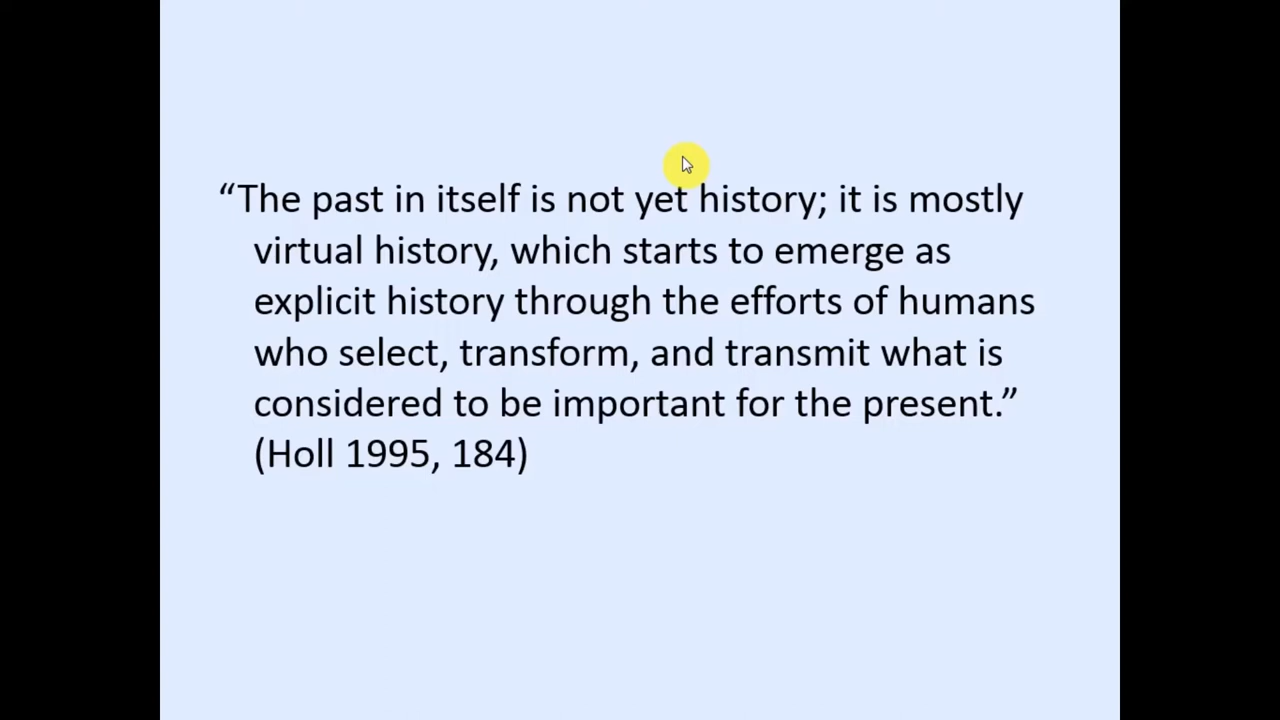 “The past in itself is not yet history; it is mostly
virtual history, which starts to emerge as
explicit history through the efforts of humans
who select, transform, and transmit what is
considered to be important for the present.”
(Holl 1995, 184)